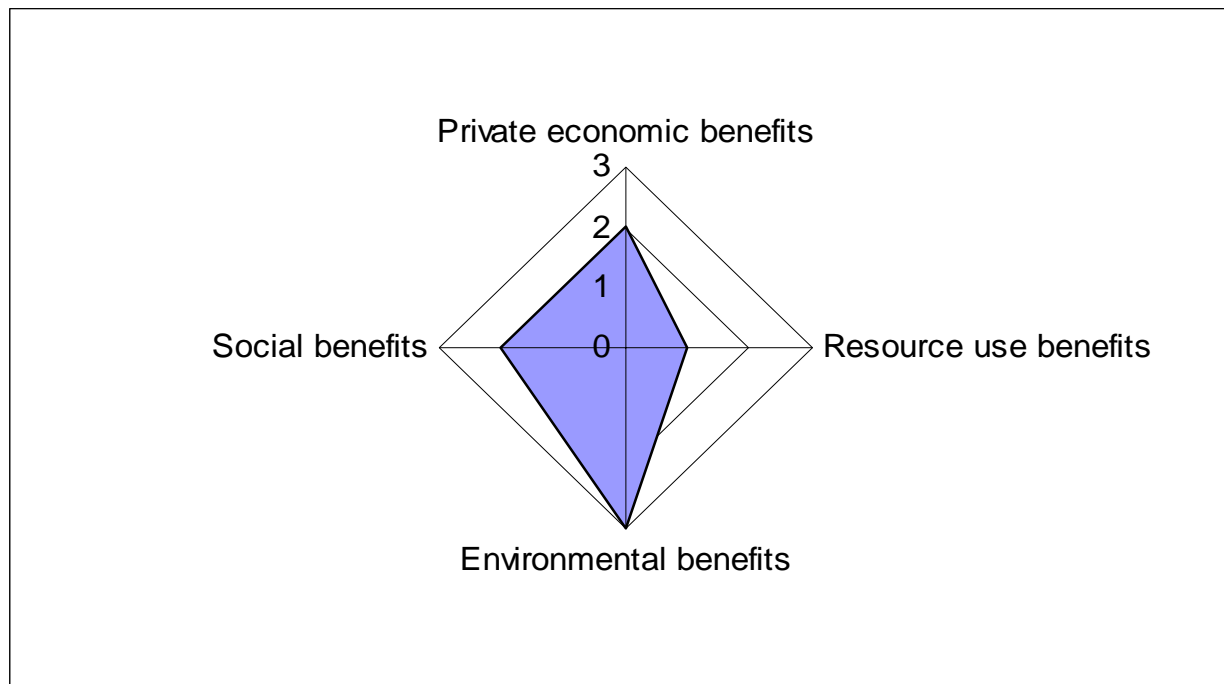 Private economic benefits
3
2
1
0
Social benefits
Resource use benefits
Environmental benefits